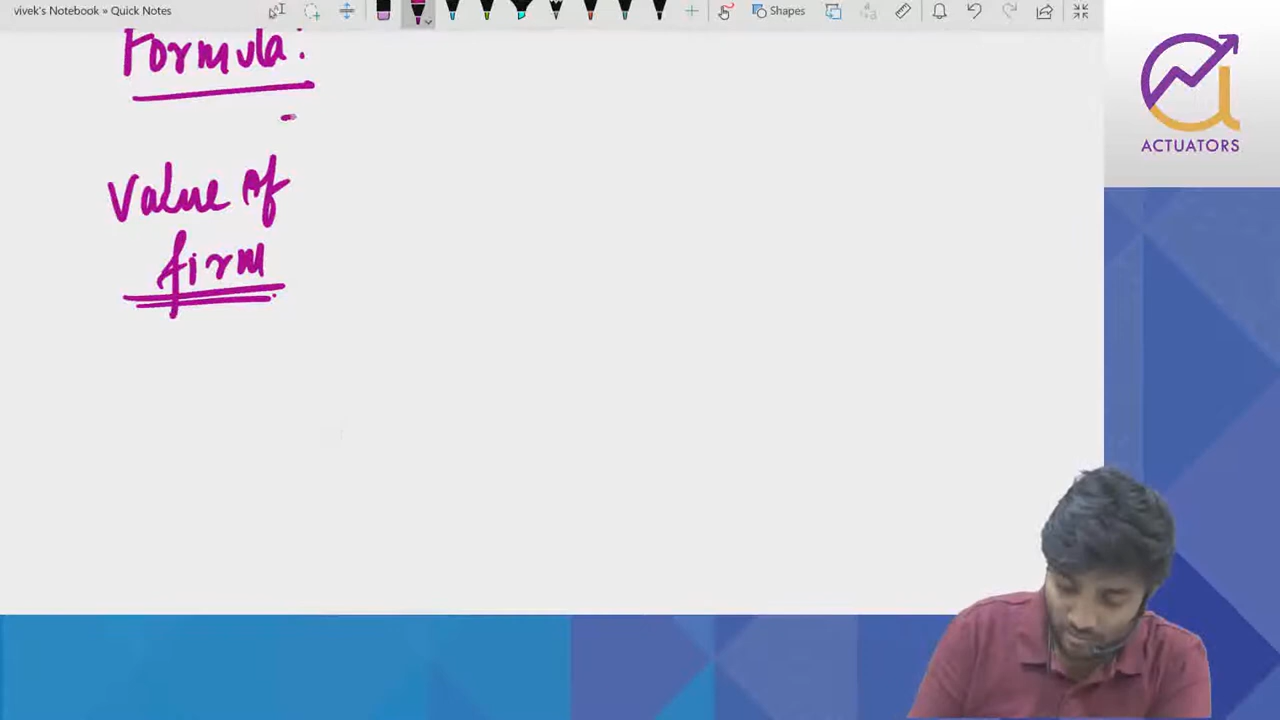 vivek's Notebook » Quick Notes
Shapes
Formula:
Value of
firm
ACTUATORS